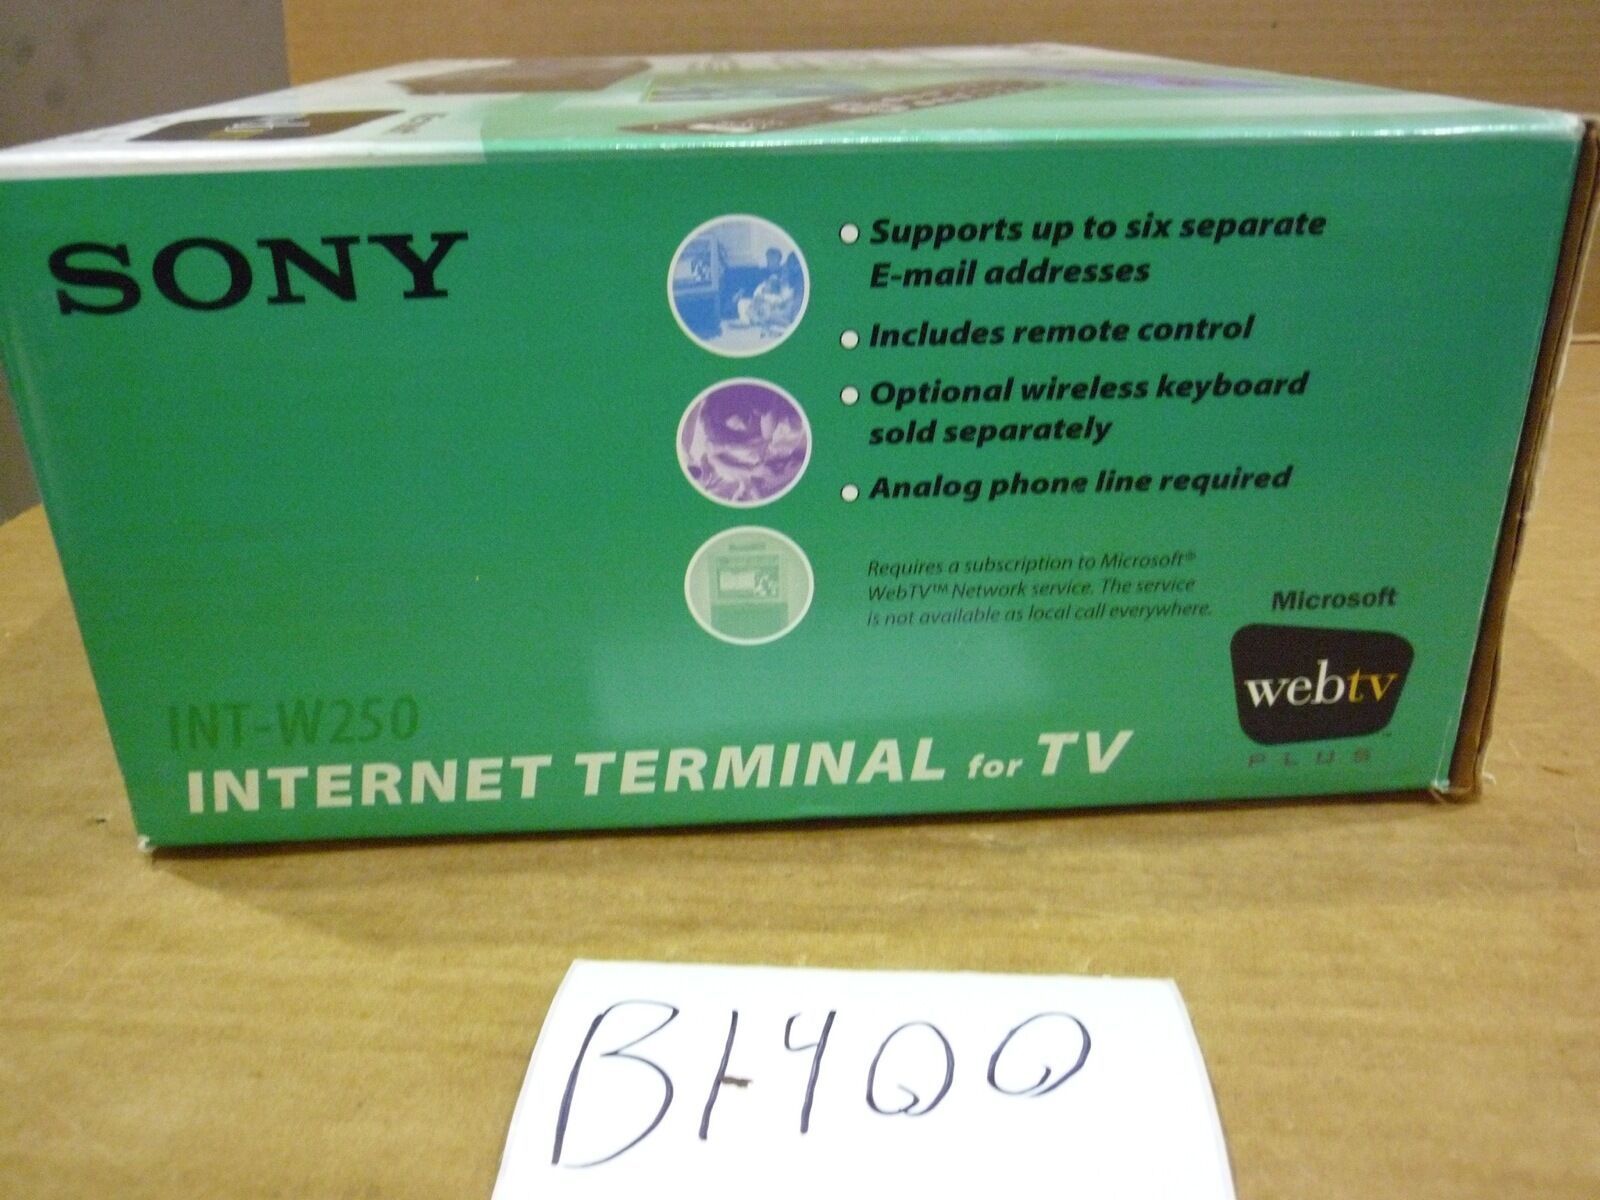 SONY
Supports up to six separate
E-mail addresses
Includes remote control
Optional wireless keyboard
sold separately
Analog phone line required
Requires a subscription to Microsoft®
WebTV™ Network service. The service
is not available as local call everywhere.
Microsoft
webtv™
PLUS
INT-W250
INTERNET TERMINAL for TV